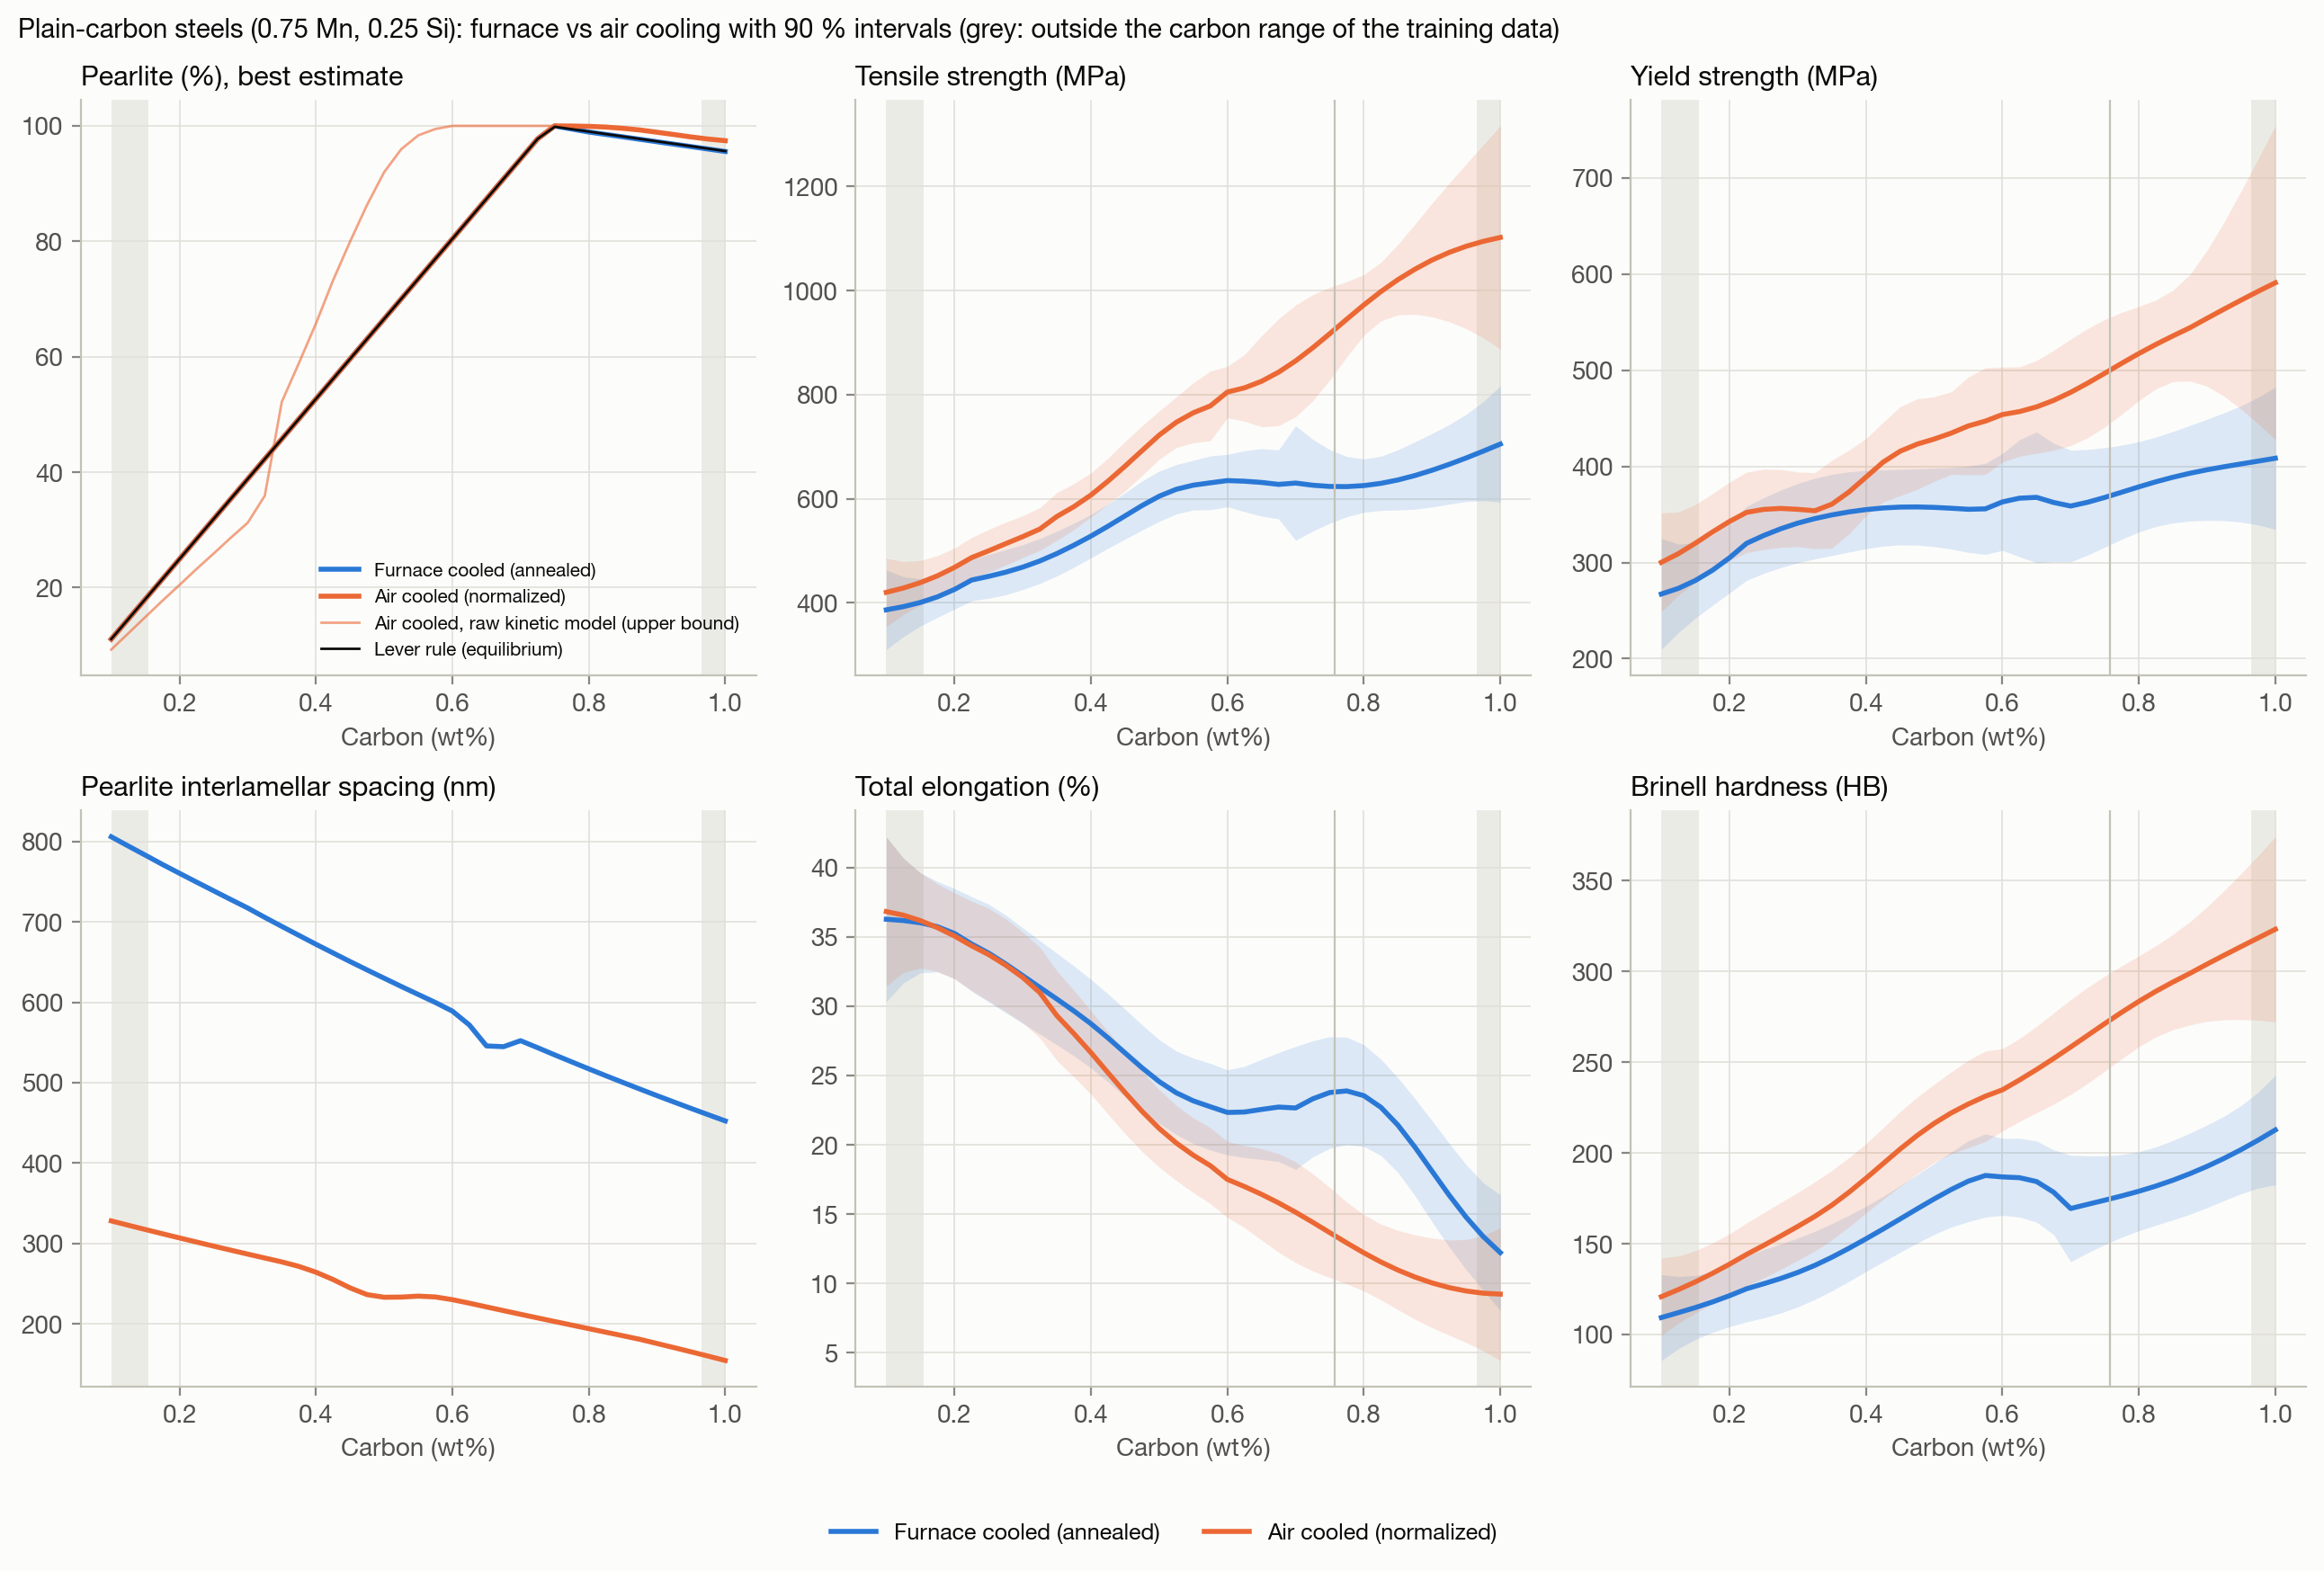 Plain-carbon steels (0.75 Mn, 0.25 Si): furnace vs air cooling with 90 % intervals (grey: outside the carbon range of the training data)
Pearlite (%), best estimate
100
80
60
40
20
Furnace cooled (annealed)
Air cooled (normalized)
Air cooled, raw kinetic model (upper bound)
Lever rule (equilibrium)
0.2 0.4 0.6 0.8 1.0
Carbon (wt%)
Tensile strength (MPa)
1200
1000
800
600
400
0.2 0.4 0.6 0.8 1.0
Carbon (wt%)
Yield strength (MPa)
700
600
500
400
300
200
0.2 0.4 0.6 0.8 1.0
Carbon (wt%)
Pearlite interlamellar spacing (nm)
800
700
600
500
400
300
200
0.2 0.4 0.6 0.8 1.0
Carbon (wt%)
Total elongation (%)
40
35
30
25
20
15
10
5
0.2 0.4 0.6 0.8 1.0
Carbon (wt%)
Brinell hardness (HB)
350
300
250
200
150
100
0.2 0.4 0.6 0.8 1.0
Carbon (wt%)
Furnace cooled (annealed) Air cooled (normalized)